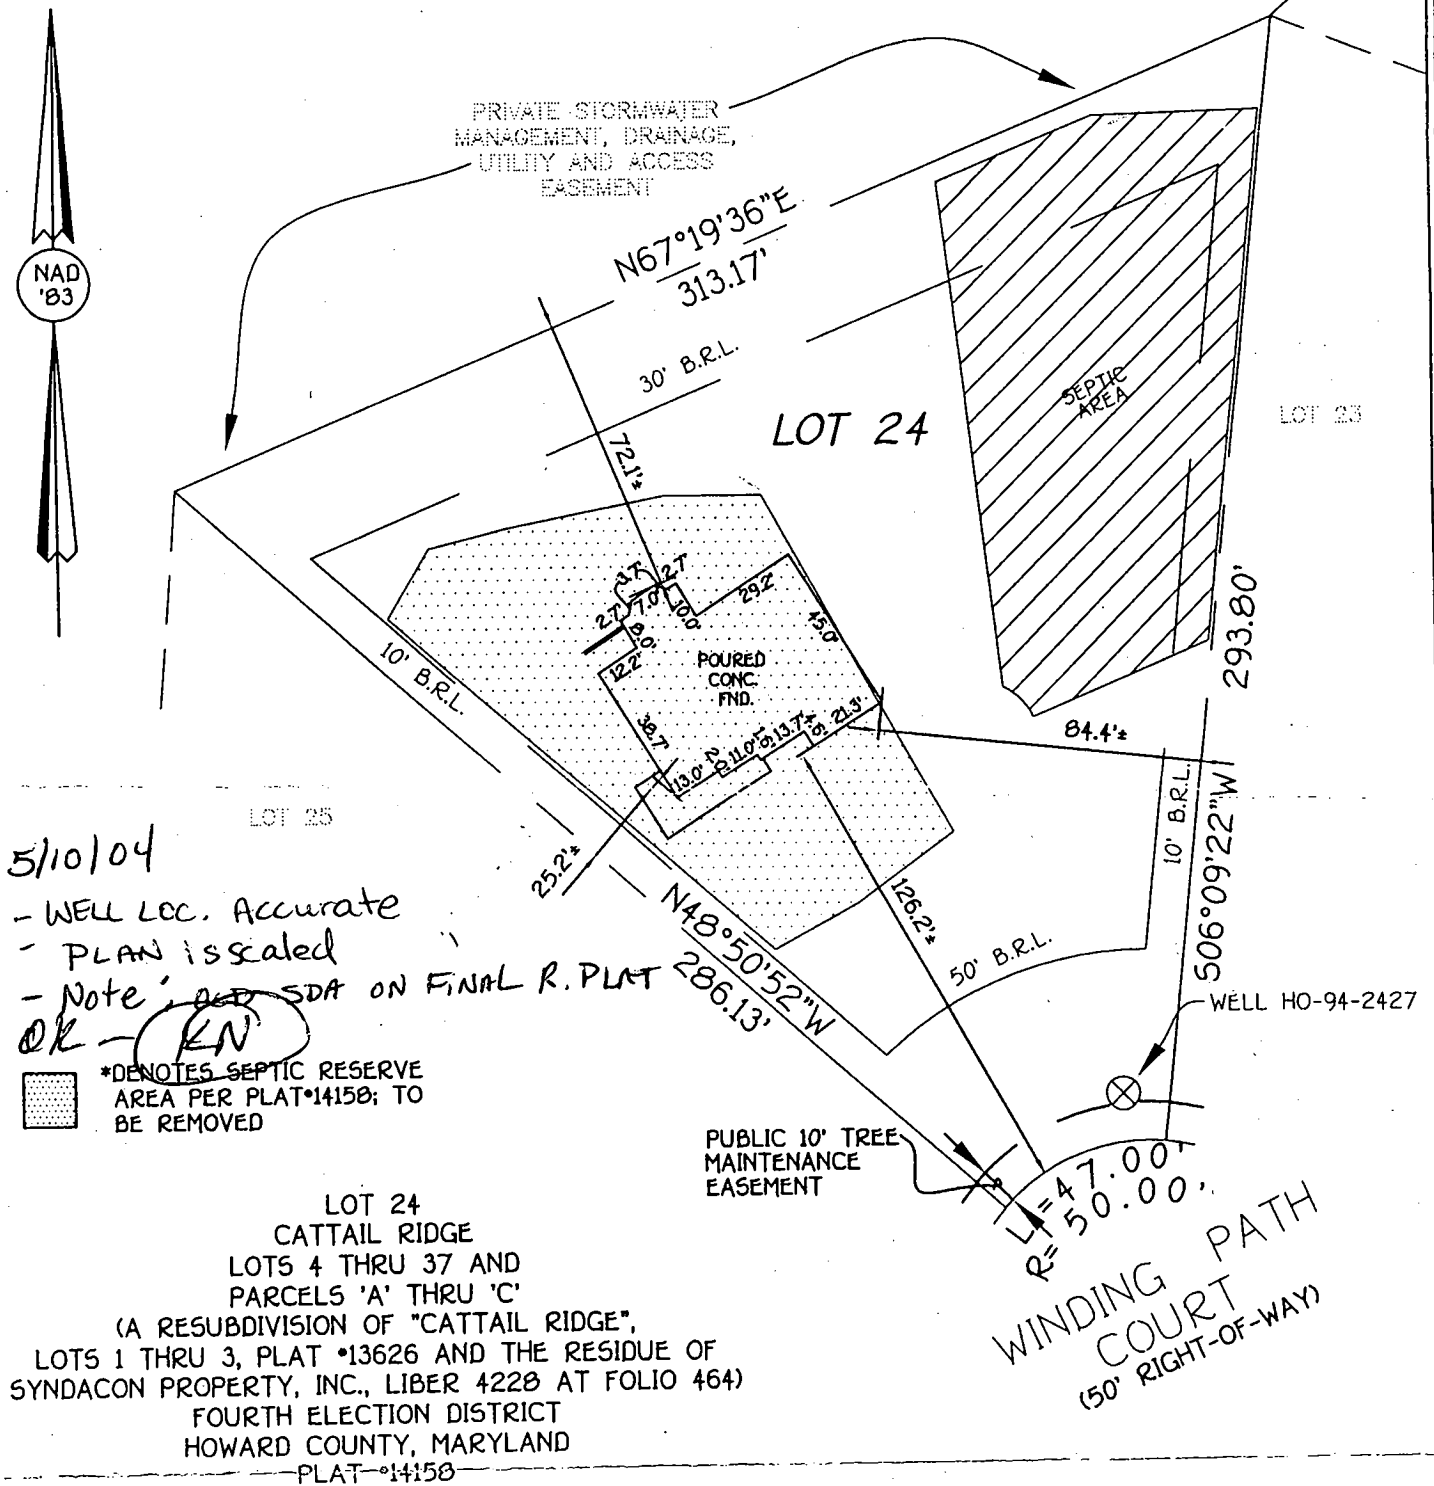 PRIVATE STORMWATER
MANAGEMENT, DRAINAGE,
UTILITY AND ACCESS
EASEMENT
NAD
'83
N67°19'36"E
313.17'
30' B.R.L.
LOT 24
SEPTIC
AREA
LOT 23
72.1'±
2.7'
7.0'
10.0'
29.2'
45.0'
2.7'
8.0'
12.2'
POURED
CONC.
FND.
38.7'
13.0'
2.0'
11.0'
13.7'
21.3'
10' B.R.L.
293.80'
84.4'±
10' B.R.L.
S06°09'22"W
LOT 25
25.2'±
126.2'±
N48°50'52"W
286.13'
50' B.R.L.
WELL HO-94-2427
5/10/04
- WELL LOC. Accurate
- PLAN is scaled
- Note: SDA ON FINAL R. PLAT
OK - KN
*DENOTES SEPTIC RESERVE
AREA PER PLAT*14158; TO
BE REMOVED
PUBLIC 10' TREE
MAINTENANCE
EASEMENT
L=47.00'
R=50.00'
WINDING PATH
COURT
(50' RIGHT-OF-WAY)
LOT 24
CATTAIL RIDGE
LOTS 4 THRU 37 AND
PARCELS 'A' THRU 'C'
(A RESUBDIVISION OF "CATTAIL RIDGE",
LOTS 1 THRU 3, PLAT *13626 AND THE RESIDUE OF
SYNDACON PROPERTY, INC., LIBER 4228 AT FOLIO 464)
FOURTH ELECTION DISTRICT
HOWARD COUNTY, MARYLAND
PLAT *14158